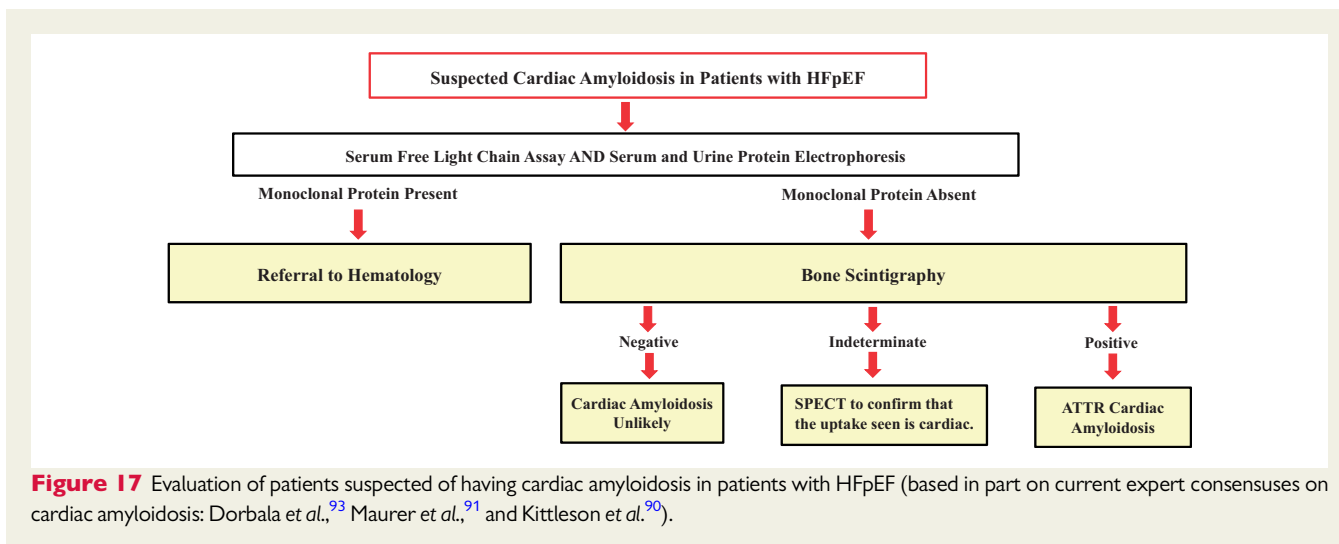 Suspected Cardiac Amyloidosis in Patients with HFpEF
Serum Free Light Chain Assay AND Serum and Urine Protein Electrophoresis
Monoclonal Protein Present
Monoclonal Protein Absent
Referral to Hematology
Bone Scintigraphy
Negative
Indeterminate
Positive
Cardiac Amyloidosis
Unlikely
SPECT to confirm that
the uptake seen is cardiac.
ATTR Cardiac
Amyloidosis
Figure 17 Evaluation of patients suspected of having cardiac amyloidosis in patients with HFpEF (based in part on current expert consensuses on
cardiac amyloidosis: Dorbala et al.,93 Maurer et al.,91 and Kittleson et al.90).